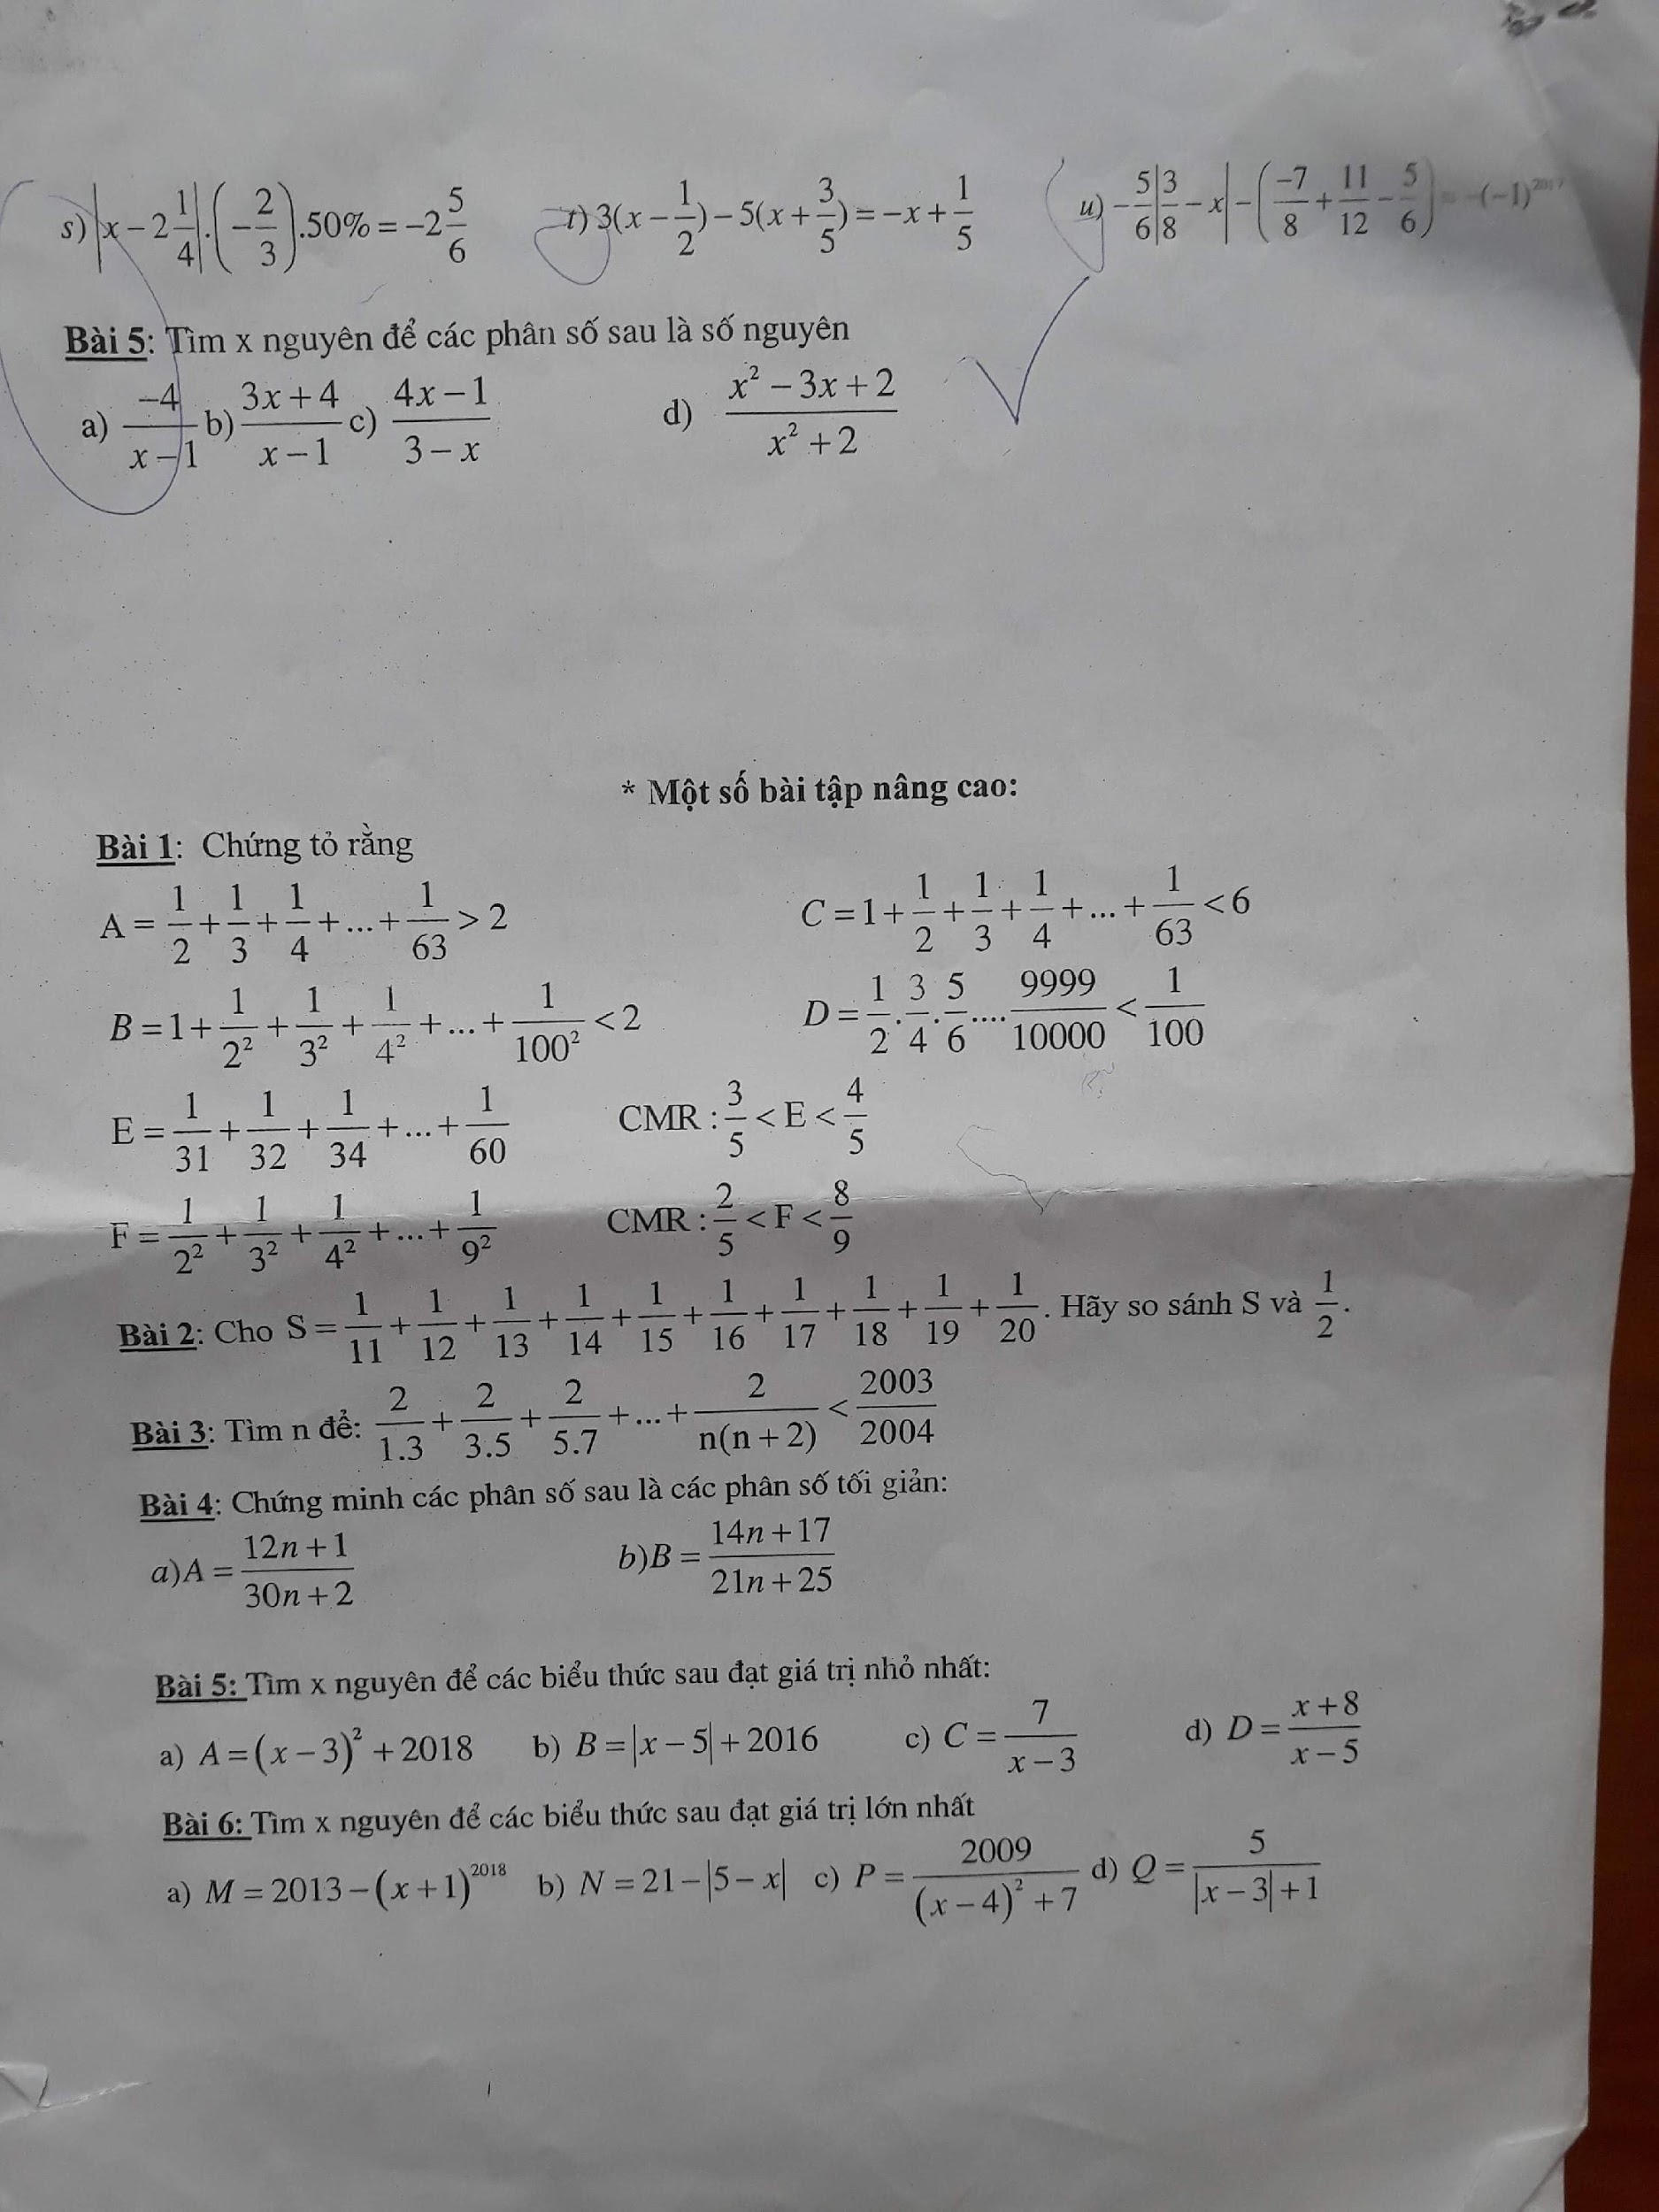 s) |x − 2 1/4| . (−2/3) .50% = −2 5/6   t) 3(x − 1/2) − 5(x + 3/5) = −x + 1/5   u) −5/6 |3/8 − x| − (−7/8 + 11/12 − 5/6) = −(−1)^2017
Bài 5: Tìm x nguyên để các phân số sau là số nguyên
a) −4/(x − 1) b) (3x + 4)/(x − 1) c) (4x − 1)/(3 − x)   d) (x² − 3x + 2)/(x² + 2)
* Một số bài tập nâng cao:
Bài 1: Chứng tỏ rằng
A = 1/2 + 1/3 + 1/4 + ... + 1/63 > 2   C = 1 + 1/2 + 1/3 + 1/4 + ... + 1/63 < 6
B = 1 + 1/2² + 1/3² + 1/4² + ... + 1/100² < 2   D = 1/2 . 3/4 . 5/6 .... 9999/10000 < 1/100
E = 1/31 + 1/32 + 1/34 + ... + 1/60   CMR : 3/5 < E < 4/5
F = 1/2² + 1/3² + 1/4² + ... + 1/9²   CMR : 2/5 < F < 8/9
Bài 2: Cho S = 1/11 + 1/12 + 1/13 + 1/14 + 1/15 + 1/16 + 1/17 + 1/18 + 1/19 + 1/20 . Hãy so sánh S và 1/2 .
Bài 3: Tìm n để: 2/1.3 + 2/3.5 + 2/5.7 + ... + 2/n(n + 2) < 2003/2004
Bài 4: Chứng minh các phân số sau là các phân số tối giản:
a) A = (12n + 1)/(30n + 2)   b) B = (14n + 17)/(21n + 25)
Bài 5: Tìm x nguyên để các biểu thức sau đạt giá trị nhỏ nhất:
a) A = (x − 3)² + 2018   b) B = |x − 5| + 2016   c) C = 7/(x − 3)   d) D = (x + 8)/(x − 5)
Bài 6: Tìm x nguyên để các biểu thức sau đạt giá trị lớn nhất
a) M = 2013 − (x + 1)^2018   b) N = 21 − |5 − x|   c) P = 2009/((x − 4)² + 7)   d) Q = 5/(|x − 3| + 1)